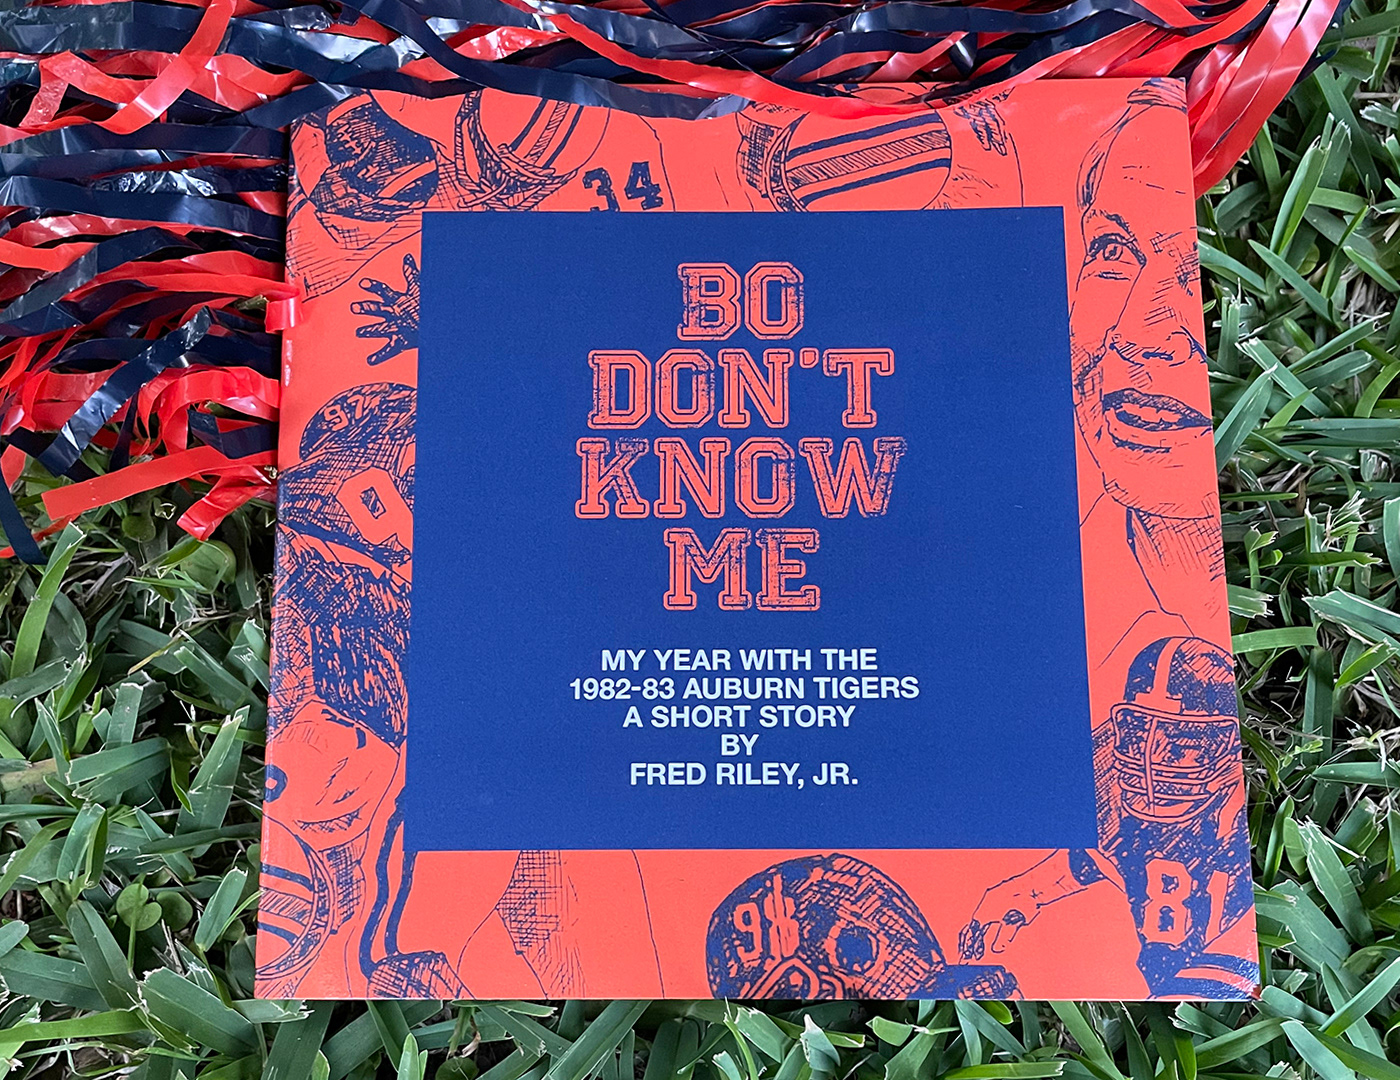 34
BO
DON'T
KNOW
ME
97
MY YEAR WITH THE
1982-83 AUBURN TIGERS
A SHORT STORY
BY
FRED RILEY, JR.
81